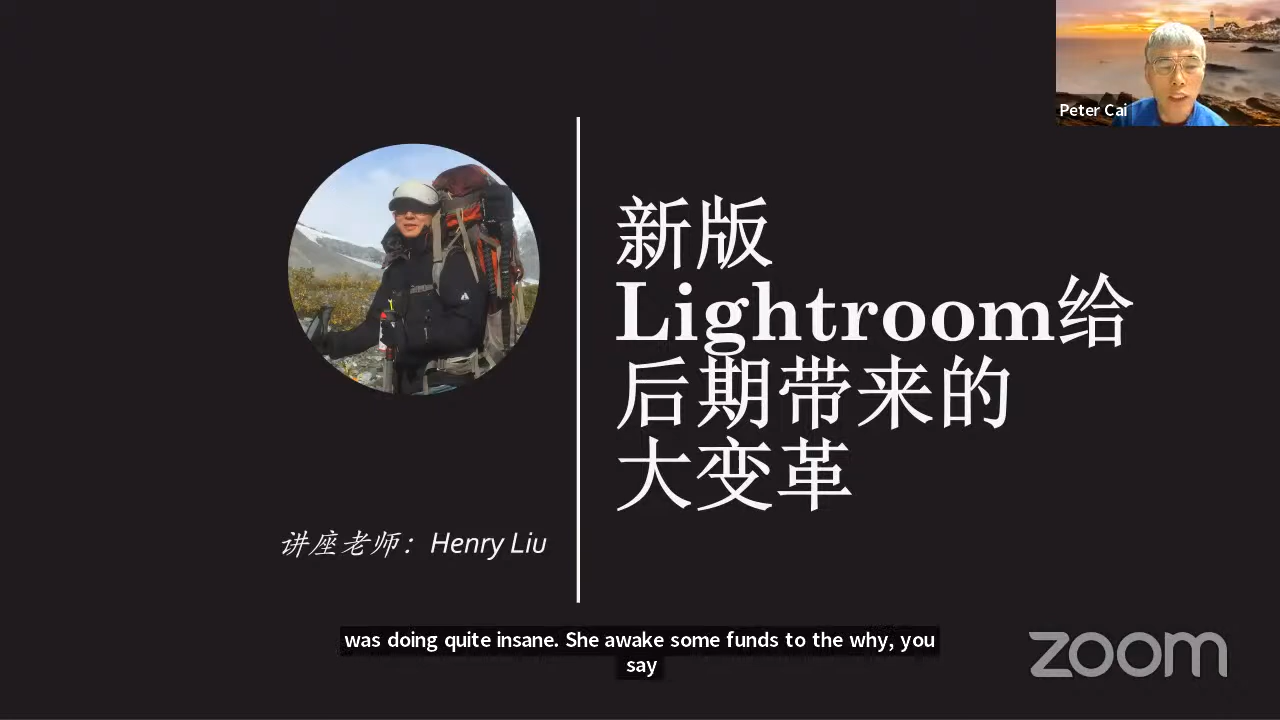 Peter Cai
新版
Lightroom给
后期带来的
大变革
讲座老师：Henry Liu
was doing quite insane. She awake some funds to the why, you
say
zoom